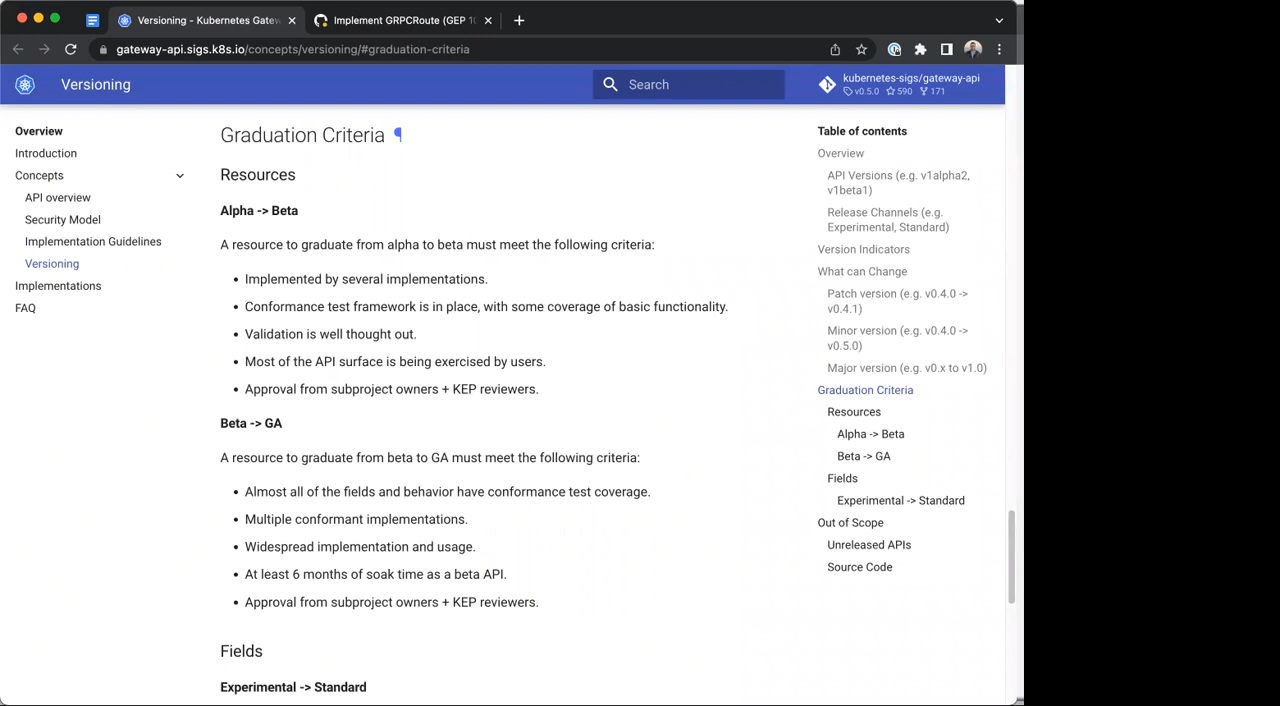 Versioning - Kubernetes Gatew
Implement GRPCRoute (GEP 10
gateway-api.sigs.k8s.io/concepts/versioning/#graduation-criteria
Versioning
Search
kubernetes-sigs/gateway-api
v0.5.0 590 171
Overview
Introduction
Concepts
API overview
Security Model
Implementation Guidelines
Versioning
Implementations
FAQ
Graduation Criteria ¶
Resources
Alpha -> Beta
A resource to graduate from alpha to beta must meet the following criteria:
• Implemented by several implementations.
• Conformance test framework is in place, with some coverage of basic functionality.
• Validation is well thought out.
• Most of the API surface is being exercised by users.
• Approval from subproject owners + KEP reviewers.
Beta -> GA
A resource to graduate from beta to GA must meet the following criteria:
• Almost all of the fields and behavior have conformance test coverage.
• Multiple conformant implementations.
• Widespread implementation and usage.
• At least 6 months of soak time as a beta API.
• Approval from subproject owners + KEP reviewers.
Fields
Experimental -> Standard
Table of contents
Overview
API Versions (e.g. v1alpha2,
v1beta1)
Release Channels (e.g.
Experimental, Standard)
Version Indicators
What can Change
Patch version (e.g. v0.4.0 ->
v0.4.1)
Minor version (e.g. v0.4.0 ->
v0.5.0)
Major version (e.g. v0.x to v1.0)
Graduation Criteria
Resources
Alpha -> Beta
Beta -> GA
Fields
Experimental -> Standard
Out of Scope
Unreleased APIs
Source Code